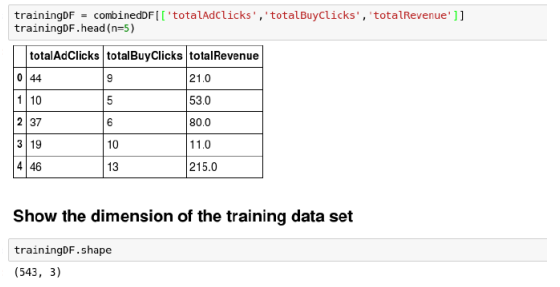 trainingDF = combinedDF[['totalAdClicks','totalBuyClicks','totalRevenue']]
trainingDF.head(n=5)
totalAdClicks totalBuyClicks totalRevenue
0 44 9 21.0
1 10 5 53.0
2 37 6 80.0
3 19 10 11.0
4 46 13 215.0
Show the dimension of the training data set
trainingDF.shape
(543, 3)